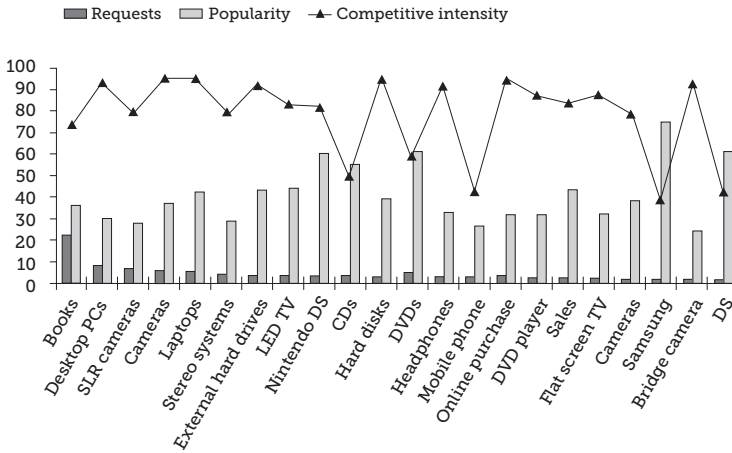 Requests Popularity Competitive intensity
100
90
80
70
60
50
40
30
20
10
0
Books
Desktop PCs
SLR cameras
Cameras
Laptops
Stereo systems
External hard drives
LED TV
Nintendo DS
CDs
Hard disks
DVDs
Headphones
Mobile phone
Online purchase
DVD player
Sales
Flat screen TV
Cameras
Samsung
Bridge camera
DS